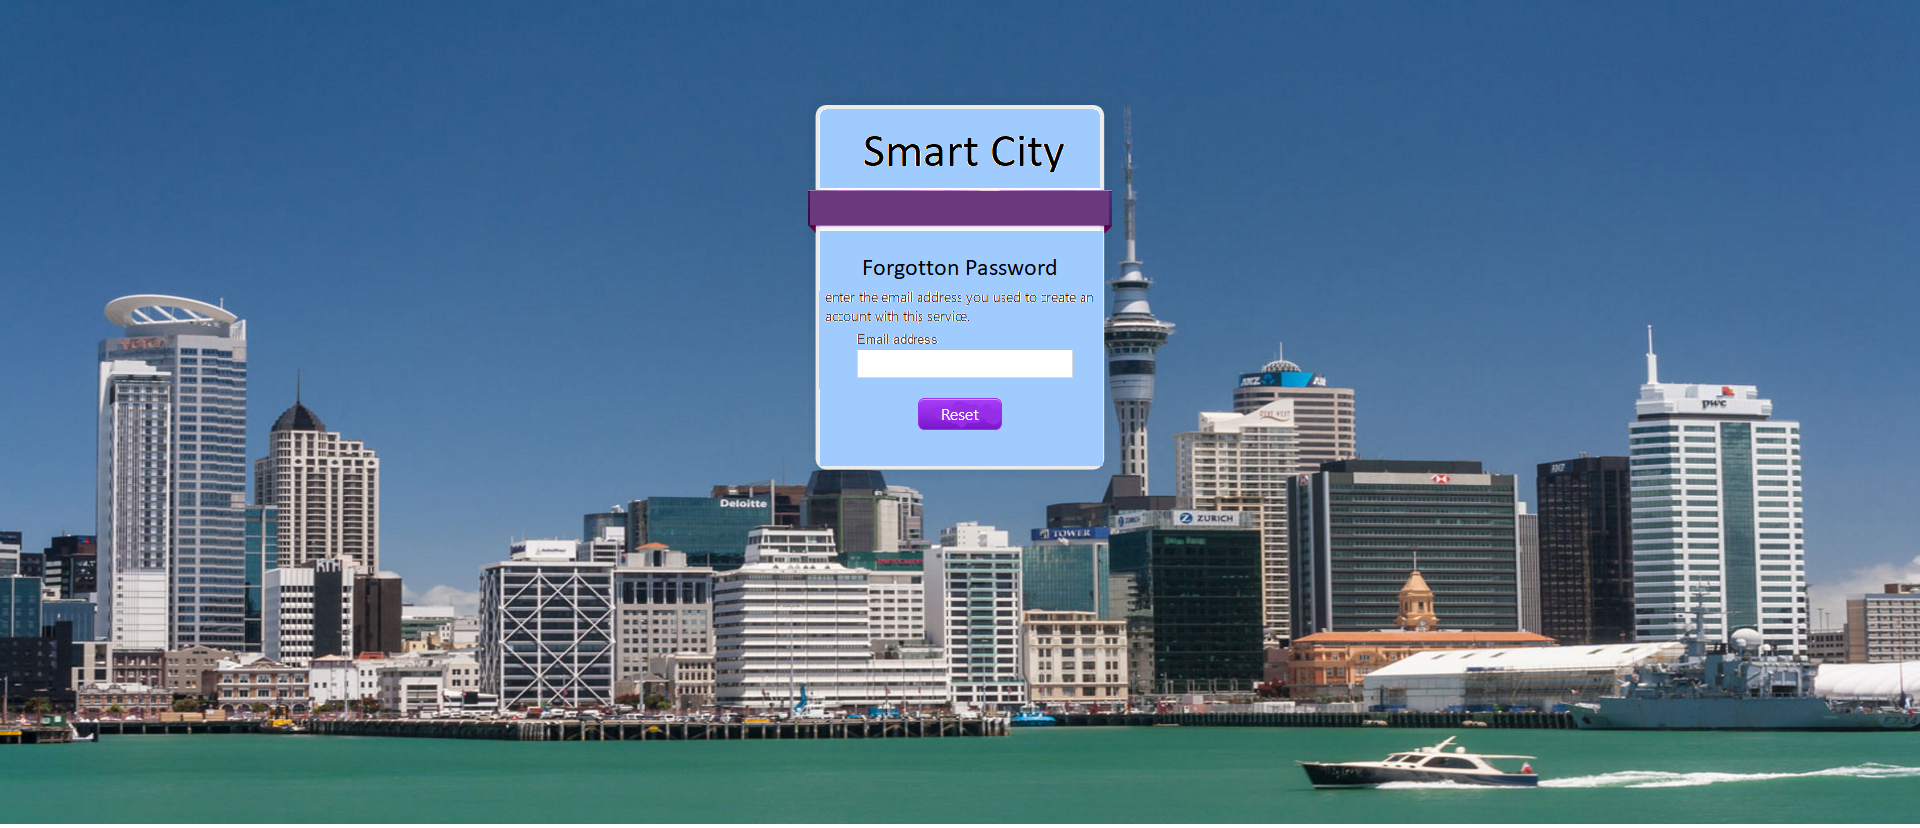 Smart City
Forgotton Password
enter the email address you used to create an
account with this service.
Email address
Reset
Deloitte
TOWER
ZURICH
ANZ
pwc